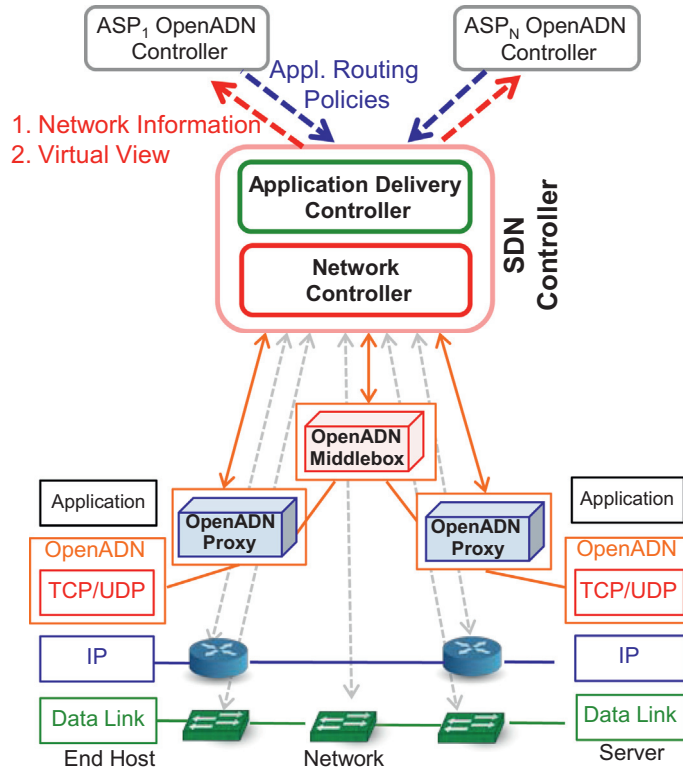 ASP1 OpenADN
Controller
ASPN OpenADN
Controller
Appl. Routing
Policies
1. Network Information
2. Virtual View
Application Delivery
Controller
Network
Controller
SDN
Controller
OpenADN
Middlebox
Application
OpenADN
Proxy
OpenADN
Proxy
Application
OpenADN
OpenADN
TCP/UDP
TCP/UDP
IP
IP
Data Link
Data Link
End Host
Network
Server